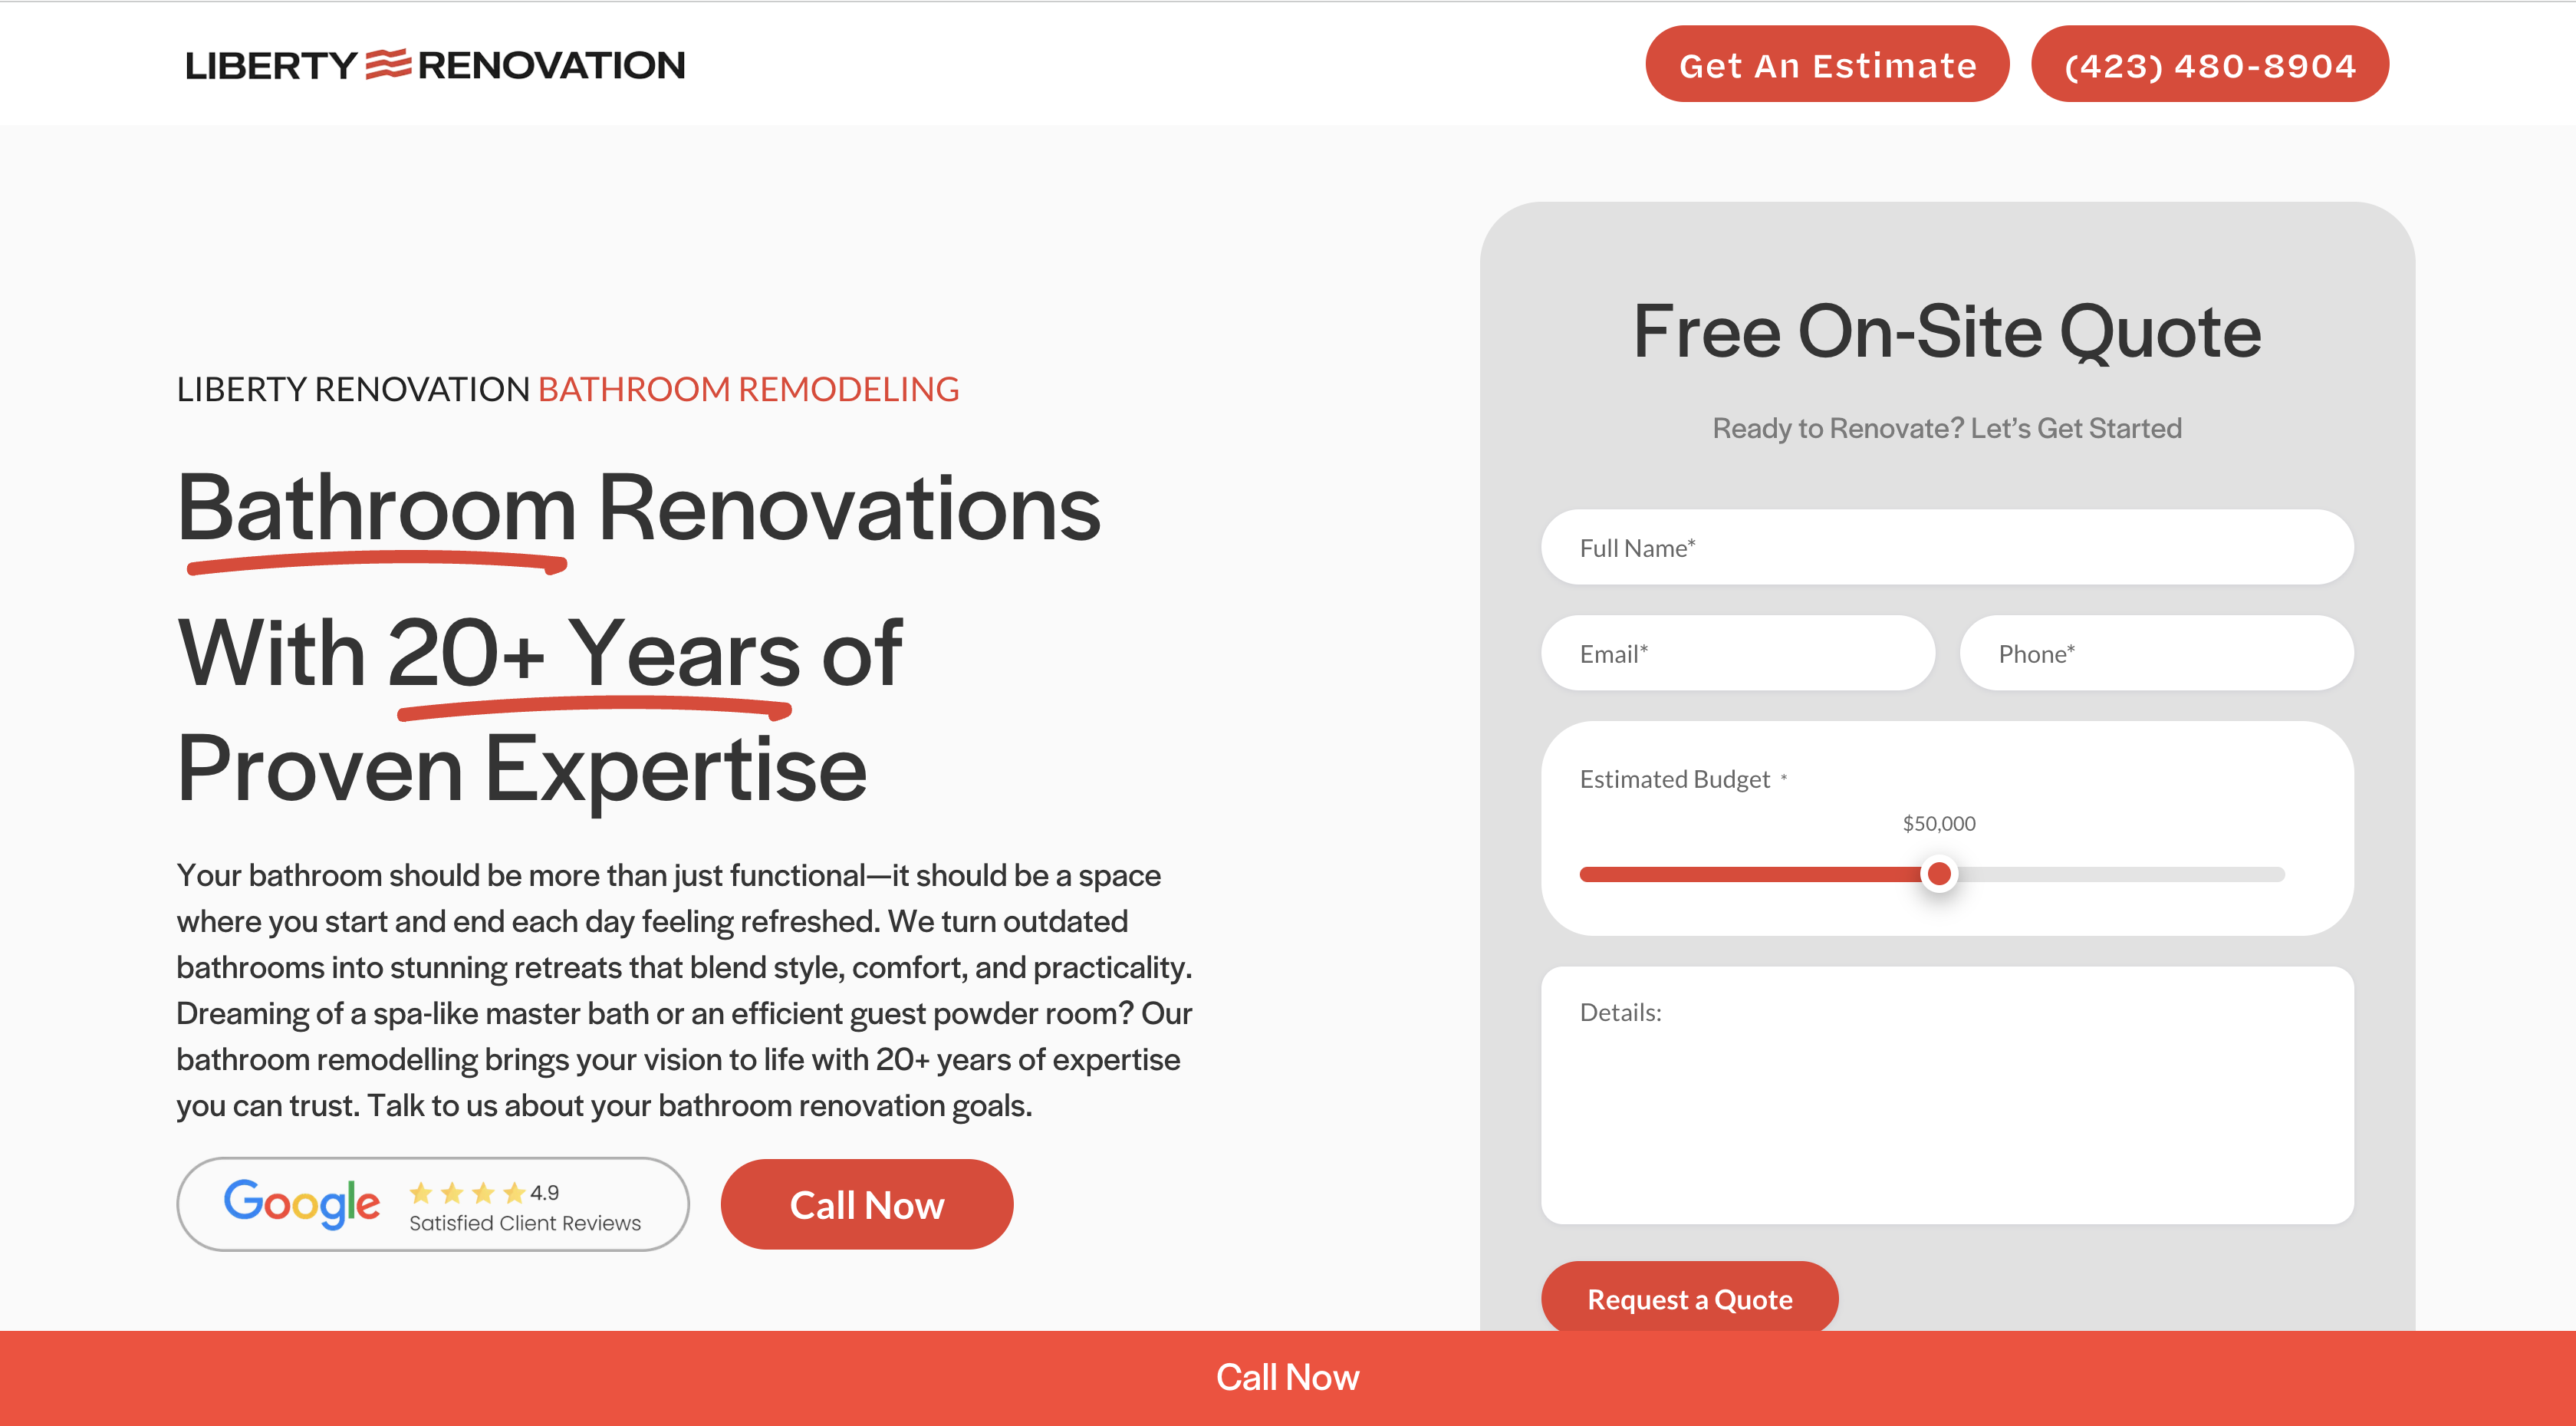 LIBERTY RENOVATION
Get An Estimate
(423) 480-8904
LIBERTY RENOVATION BATHROOM REMODELING
Bathroom Renovations
With 20+ Years of
Proven Expertise
Your bathroom should be more than just functional—it should be a space
where you start and end each day feeling refreshed. We turn outdated
bathrooms into stunning retreats that blend style, comfort, and practicality.
Dreaming of a spa-like master bath or an efficient guest powder room? Our
bathroom remodelling brings your vision to life with 20+ years of expertise
you can trust. Talk to us about your bathroom renovation goals.
Google
4.9
Satisfied Client Reviews
Call Now
Free On-Site Quote
Ready to Renovate? Let's Get Started
Full Name*
Email*
Phone*
Estimated Budget *
$50,000
Details:
Request a Quote
Call Now